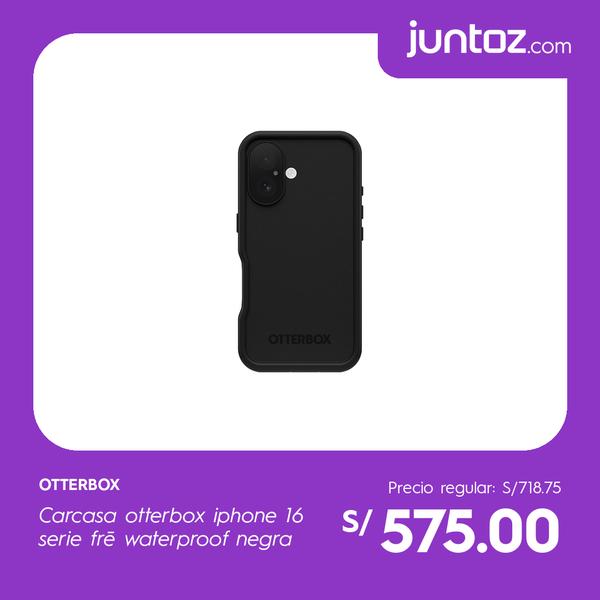 juntoz.com
OTTERBOX
OTTERBOX
Carcasa otterbox iphone 16
serie frē waterproof negra
Precio regular: S/718.75
S/ 575.00